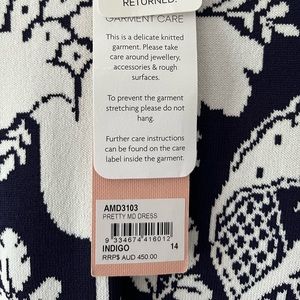 RETURNED.
GARMENT CARE
This is a delicate knitted
garment. Please take
care around jewellery,
accessories & rough
surfaces.
To prevent the garment
stretching please do not
hang.
Further care instructions
can be found on the care
label inside the garment.
AMD3103
PRETTY MD DRESS
9 334674 416012
INDIGO 14
RRP$ AUD 450.00